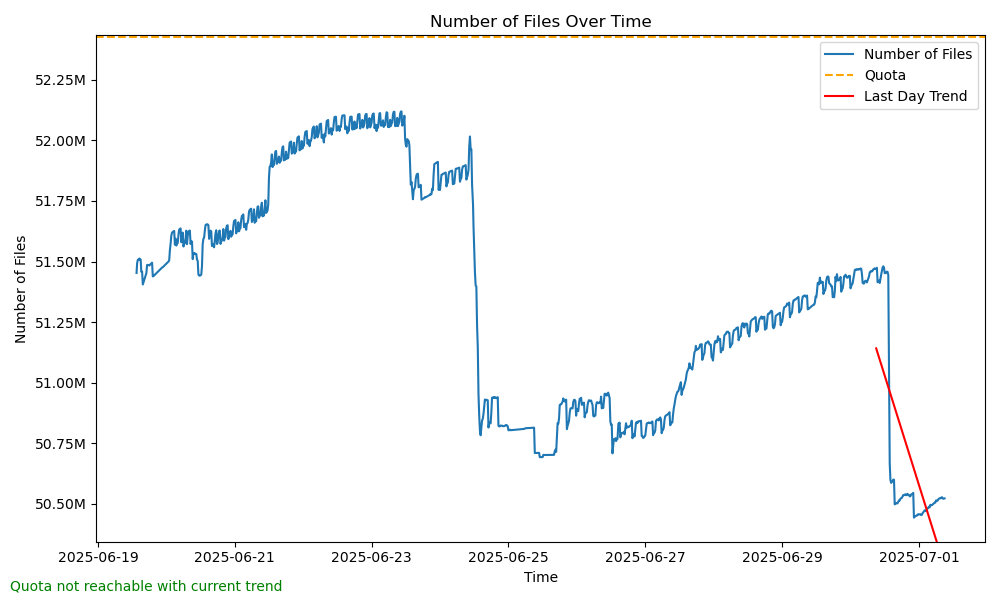 Number of Files Over Time
Number of Files
Quota
Last Day Trend
52.25M
52.00M
51.75M
51.50M
51.25M
51.00M
50.75M
50.50M
Number of Files
2025-06-19
2025-06-21
2025-06-23
2025-06-25
2025-06-27
2025-06-29
2025-07-01
Time
Quota not reachable with current trend